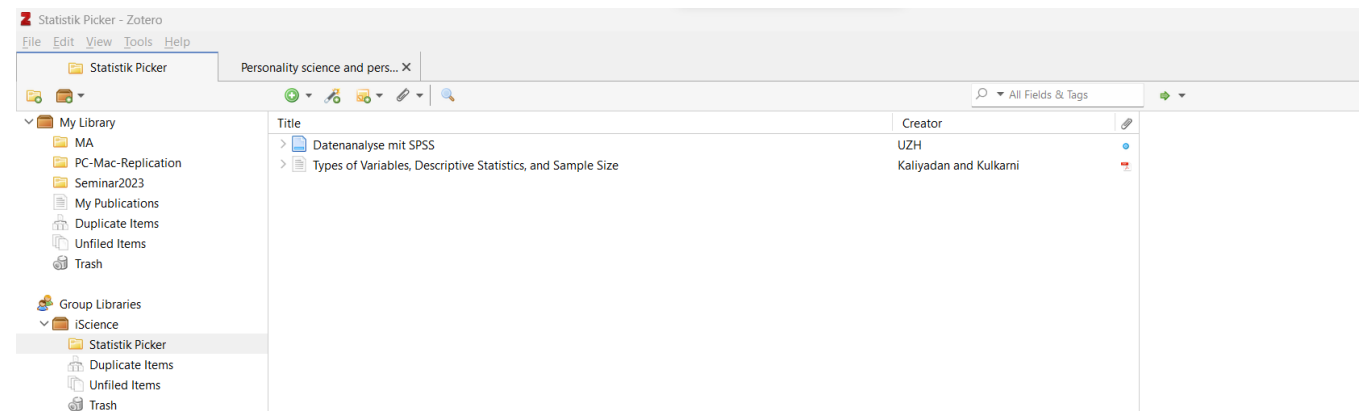 Z Statistik Picker - Zotero
File Edit View Tools Help
Statistik Picker Personality science and pers...
All Fields & Tags
My Library
MA
PC-Mac-Replication
Seminar2023
My Publications
Duplicate Items
Unfiled Items
Trash
Group Libraries
iScience
Statistik Picker
Duplicate Items
Unfiled Items
Trash
Title Creator
Datenanalyse mit SPSS UZH
Types of Variables, Descriptive Statistics, and Sample Size Kaliyadan and Kulkarni